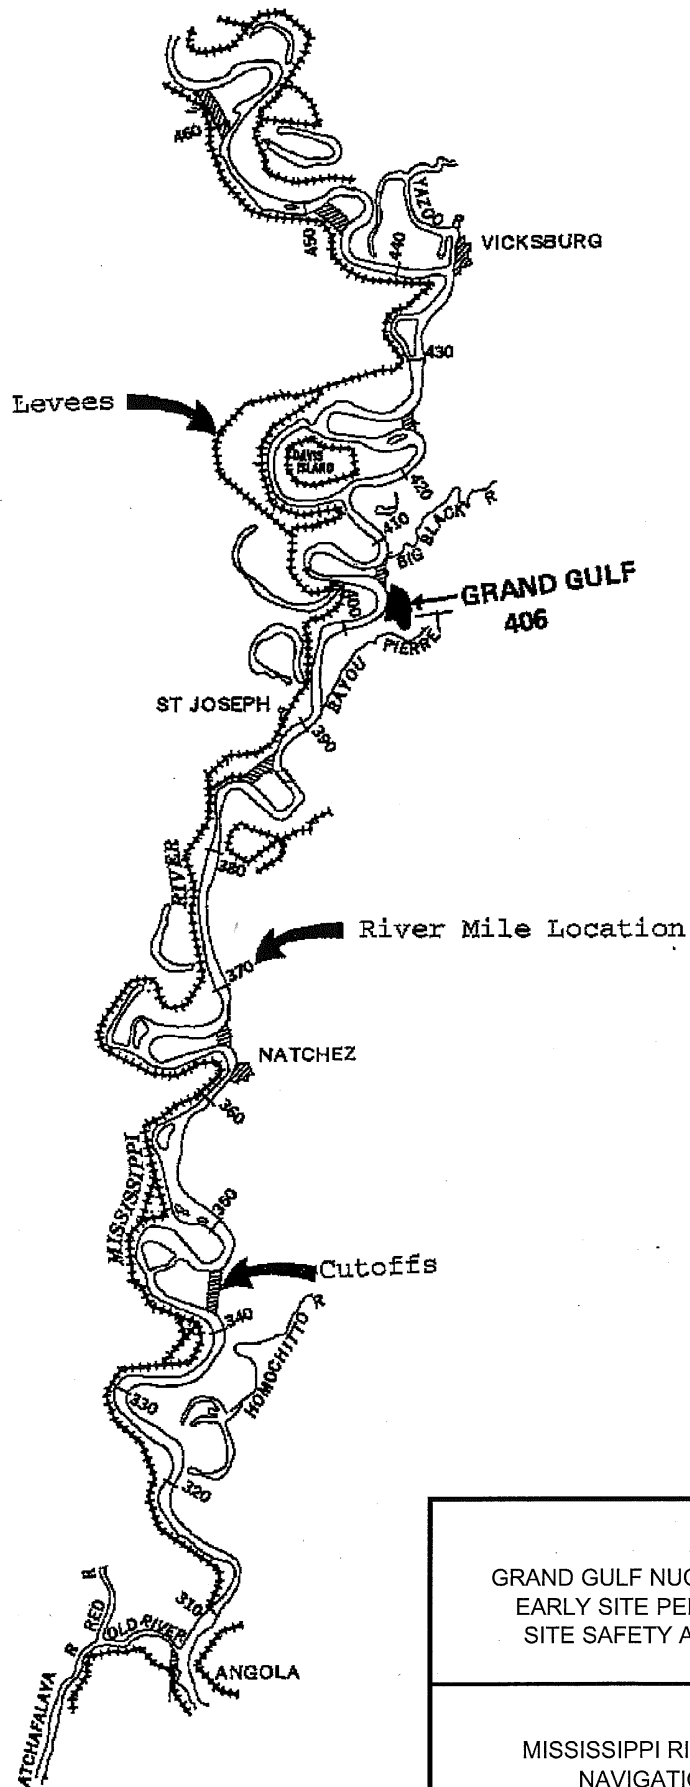 460
YAZOO R
VICKSBURG
450
440
430
Levees
DAVIS
ISLAND
420
410
BIG BLACK R
GRAND GULF
406
400
BAYOU PIERRE
ST JOSEPH
390
380
RIVER
River Mile Location
370
NATCHEZ
360
MISSISSIPPI
360
Cutoffs
340
HOMOCHITTO R
330
320
310
RED R
OLD RIVER
R
ANGOLA
ATCHAFALAYA
GRAND GULF NUC
EARLY SITE PE
SITE SAFETY A
MISSISSIPPI RI
NAVIGATIO